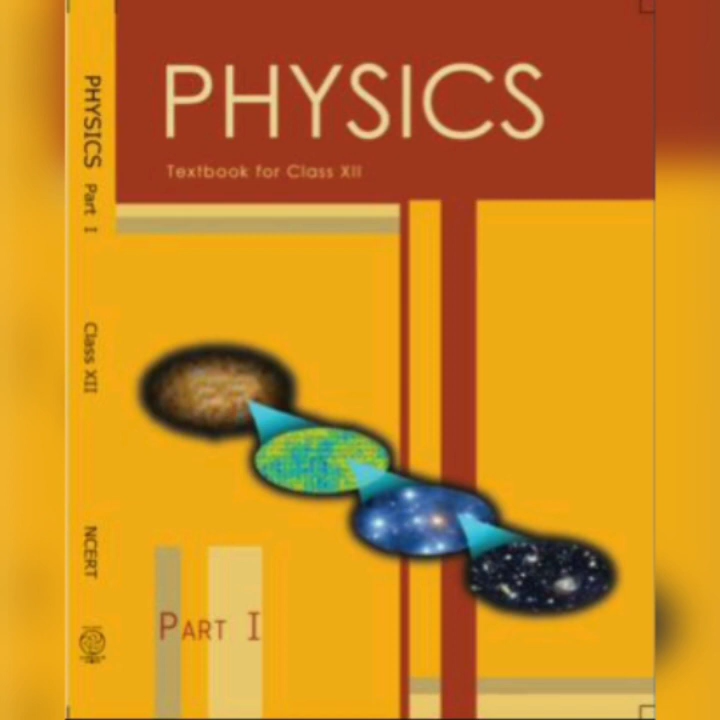 PHYSICS
Textbook for Class XII
PART I
PHYSICS Part I
Class XII
NCERT